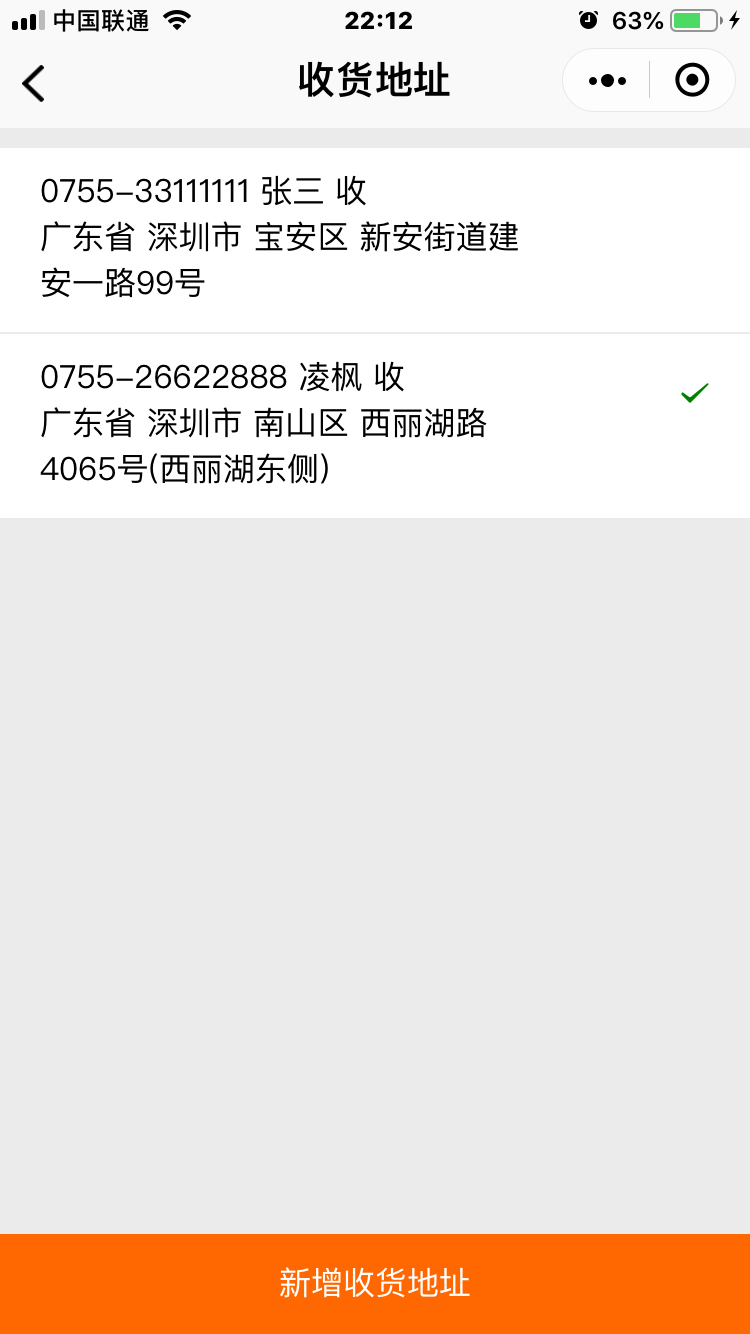 中国联通 22:12 63%
收货地址
0755-33111111 张三 收
广东省 深圳市 宝安区 新安街道建
安一路99号
0755-26622888 凌枫 收
广东省 深圳市 南山区 西丽湖路
4065号(西丽湖东侧)
新增收货地址